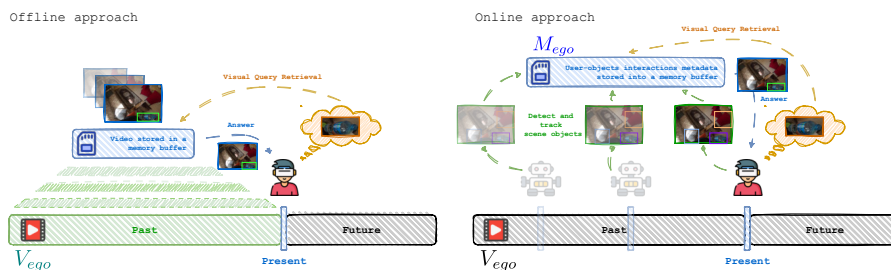 Offline approach
Visual Query Retrieval
Answer
Video stored in a
memory buffer
Past
Future
V_ego
Present
Online approach
Visual Query Retrieval
M_ego
User-objects interactions metadata
stored into a memory buffer
Answer
Detect and
track
scene objects
Past
Future
V_ego
Present